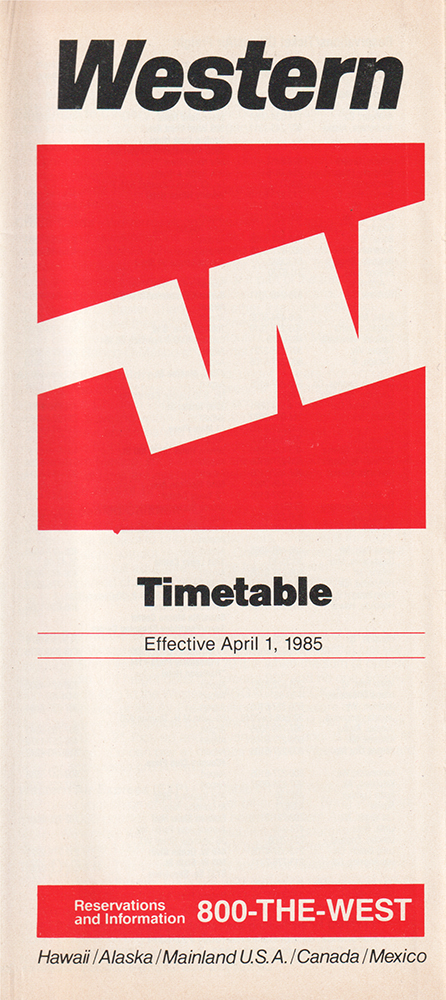 Western
Timetable
Effective April 1, 1985
Reservations
and Information 800-THE-WEST
Hawaii / Alaska / Mainland U.S.A. / Canada / Mexico